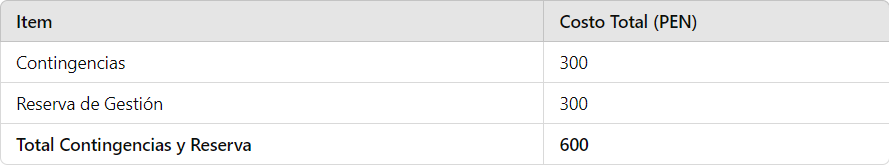 Item Costo Total (PEN)
Contingencias 300
Reserva de Gestión 300
Total Contingencias y Reserva 600